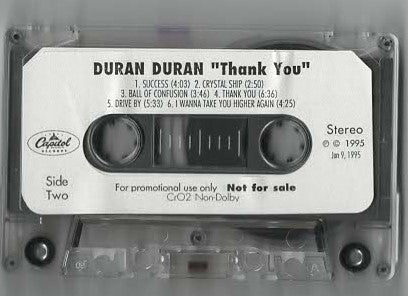 DURAN DURAN "Thank You"
1. SUCCESS (4:03) 2. CRYSTAL SHIP (2:50)
3. BALL OF CONFUSION (3:46) 4. THANK YOU (6:36)
5. DRIVE BY (5:33) 6. I WANNA TAKE YOU HIGHER AGAIN (4:25)
Capitol
RECORDS
Stereo
℗ © 1995
Jan 9, 1995
Side
Two
For promotional use only Not for sale
CrO2 Non-Dolby